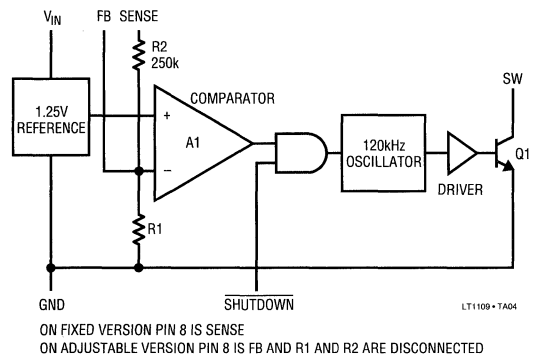 VIN
FB SENSE
R2
250k
SW
1.25V
REFERENCE
COMPARATOR
+
A1
−
120kHz
OSCILLATOR
Q1
DRIVER
R1
GND
SHUTDOWN
LT1109 • TA04
ON FIXED VERSION PIN 8 IS SENSE
ON ADJUSTABLE VERSION PIN 8 IS FB AND R1 AND R2 ARE DISCONNECTED